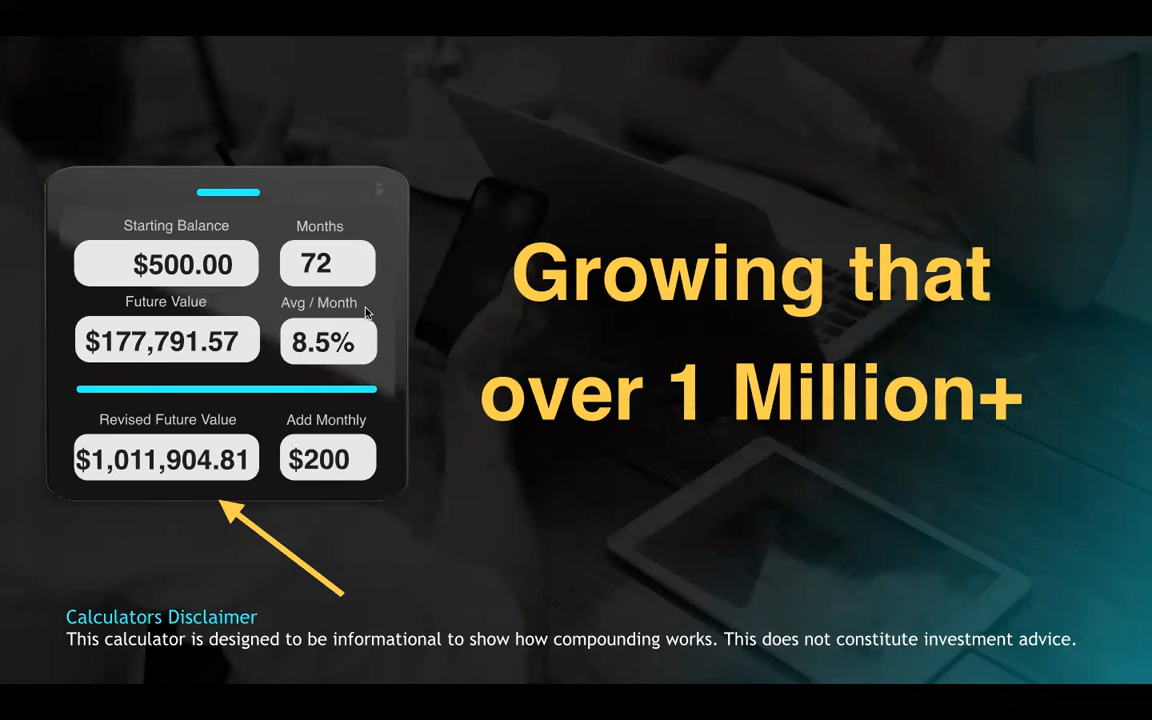 Starting Balance
Months
$500.00
72
Future Value
Avg / Month
$177,791.57
8.5%
Revised Future Value
Add Monthly
$1,011,904.81
$200
Growing that
over 1 Million+
Calculators Disclaimer
This calculator is designed to be informational to show how compounding works. This does not constitute investment advice.